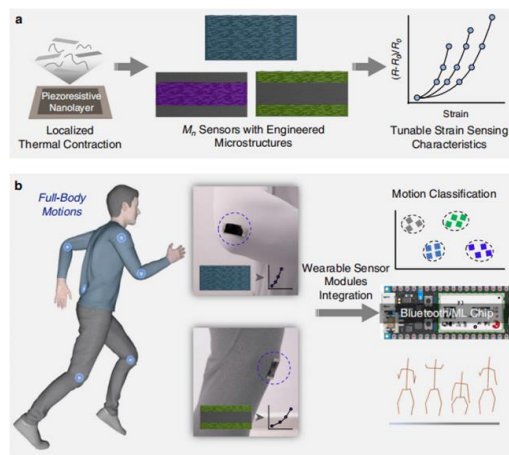 a
Piezoresistive
Nanolayer
Localized
Thermal Contraction
Mn Sensors with Engineered
Microstructures
(R-R0)/R0
Strain
Tunable Strain Sensing
Characteristics
b
Full-Body
Motions
Wearable Sensor
Modules
Integration
Motion Classification
Bluetooth/ML Chip